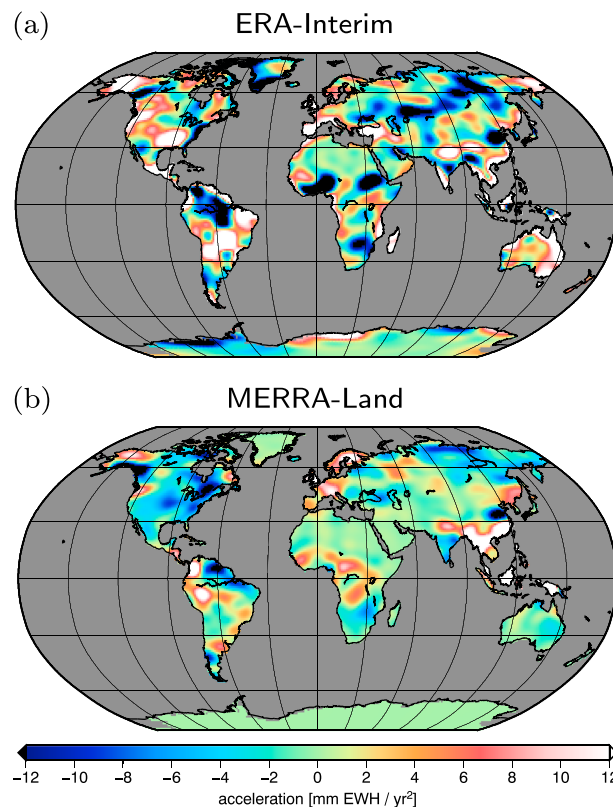 (a) ERA-Interim
(b) MERRA-Land
−12 −10 −8 −6 −4 −2 0 2 4 6 8 10 12
acceleration [mm EWH / yr²]